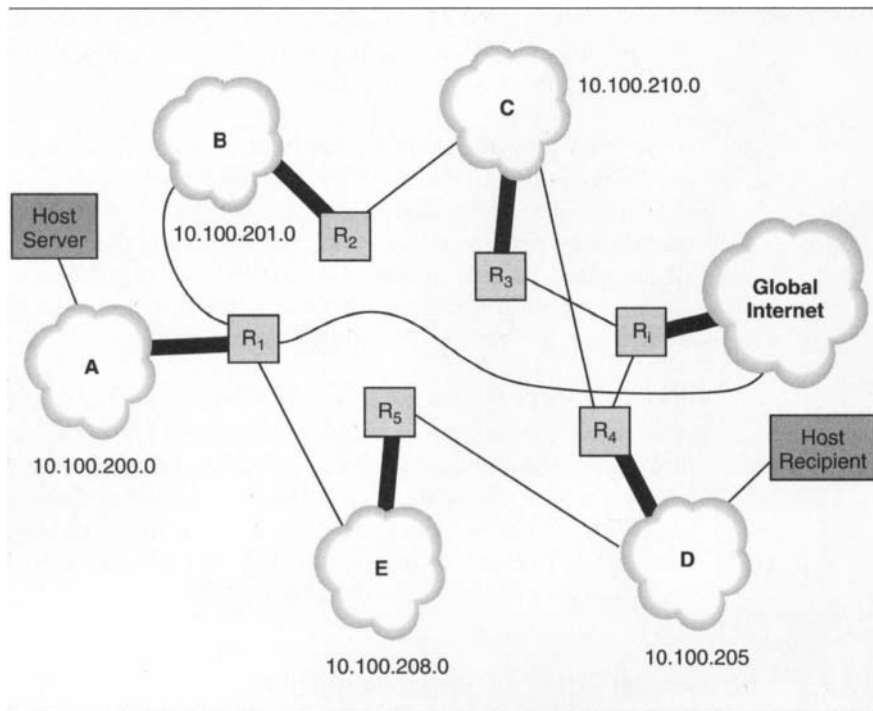 10.100.210.0
C
B
Host
Server
10.100.201.0
R2
R3
Global
Internet
Ri
R1
A
R5
R4
Host
Recipient
10.100.200.0
E
D
10.100.208.0
10.100.205